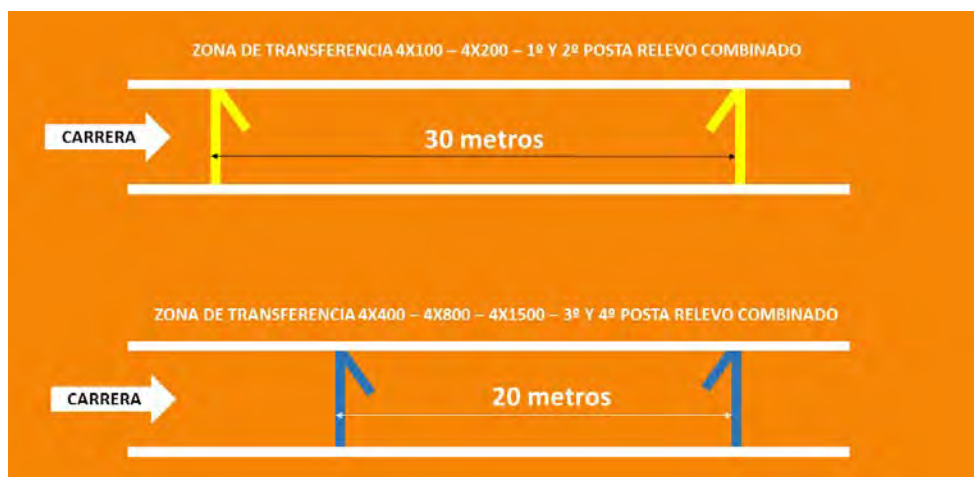 ZONA DE TRANSFERENCIA 4X100 – 4X200 – 1º Y 2º POSTA RELEVO COMBINADO
CARRERA
30 metros
ZONA DE TRANSFERENCIA 4X400 – 4X800 – 4X1500 – 3º Y 4º POSTA RELEVO COMBINADO
CARRERA
20 metros